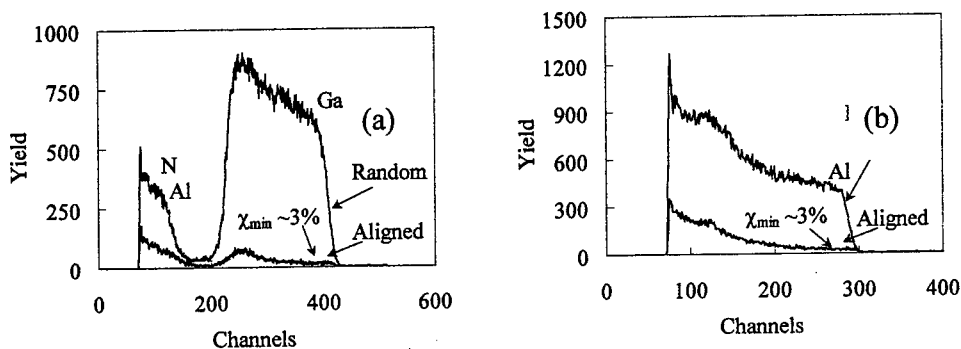 1000
750
500
250
0
Yield
N
Al
Ga
(a)
Random
χmin ~3%
Aligned
0
200
400
600
Channels
1500
1200
900
600
300
0
Yield
(b)
Al
χmin ~3%
Aligned
0
100
200
300
400
Channels